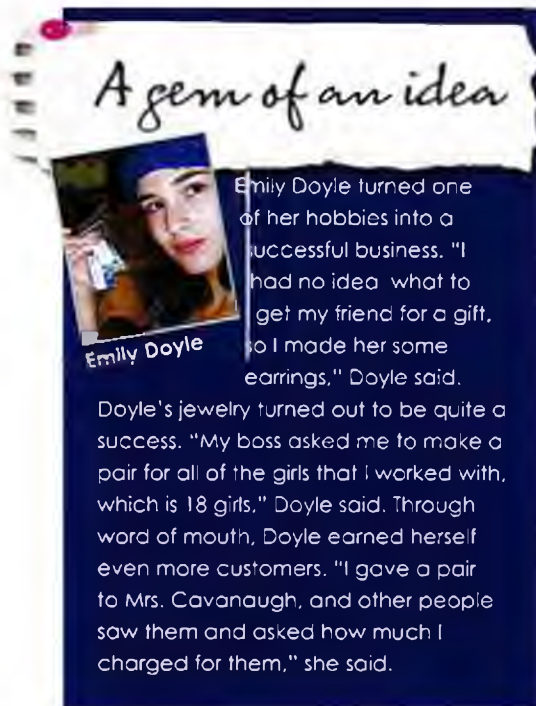 A gem of an idea
Emily Doyle turned one
of her hobbies into a
successful business. "I
had no idea what to
get my friend for a gift,
so I made her some
earrings," Doyle said.
Emily Doyle
Doyle's jewelry turned out to be quite a
success. "My boss asked me to make a
pair for all of the girls that I worked with,
which is 18 girls," Doyle said. Through
word of mouth, Doyle earned herself
even more customers. "I gave a pair
to Mrs. Cavanaugh, and other people
saw them and asked how much I
charged for them," she said.